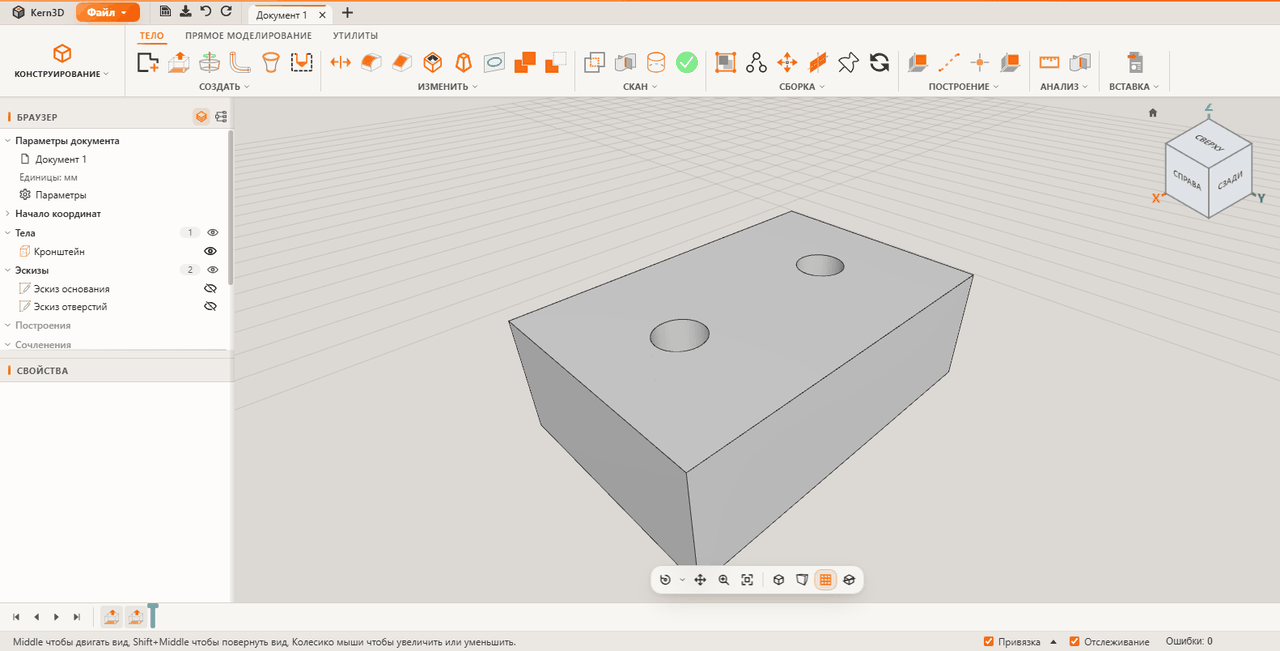 Kern3D
Файл
Документ 1
КОНСТРУИРОВАНИЕ
ТЕЛО
ПРЯМОЕ МОДЕЛИРОВАНИЕ
УТИЛИТЫ
СОЗДАТЬ
ИЗМЕНИТЬ
СКАН
СБОРКА
ПОСТРОЕНИЕ
АНАЛИЗ
ВСТАВКА
БРАУЗЕР
Параметры документа
Документ 1
Единицы: мм
Параметры
Начало координат
Тела 1
Кронштейн
Эскизы 2
Эскиз основания
Эскиз отверстий
Построения
Сочленения
СВОЙСТВА
Z
СВЕРХУ
СПРАВА
СЗАДИ
X
Y
Middle чтобы двигать вид, Shift+Middle чтобы повернуть вид, Колесико мыши чтобы увеличить или уменьшить.
Привязка
Отслеживание
Ошибки: 0